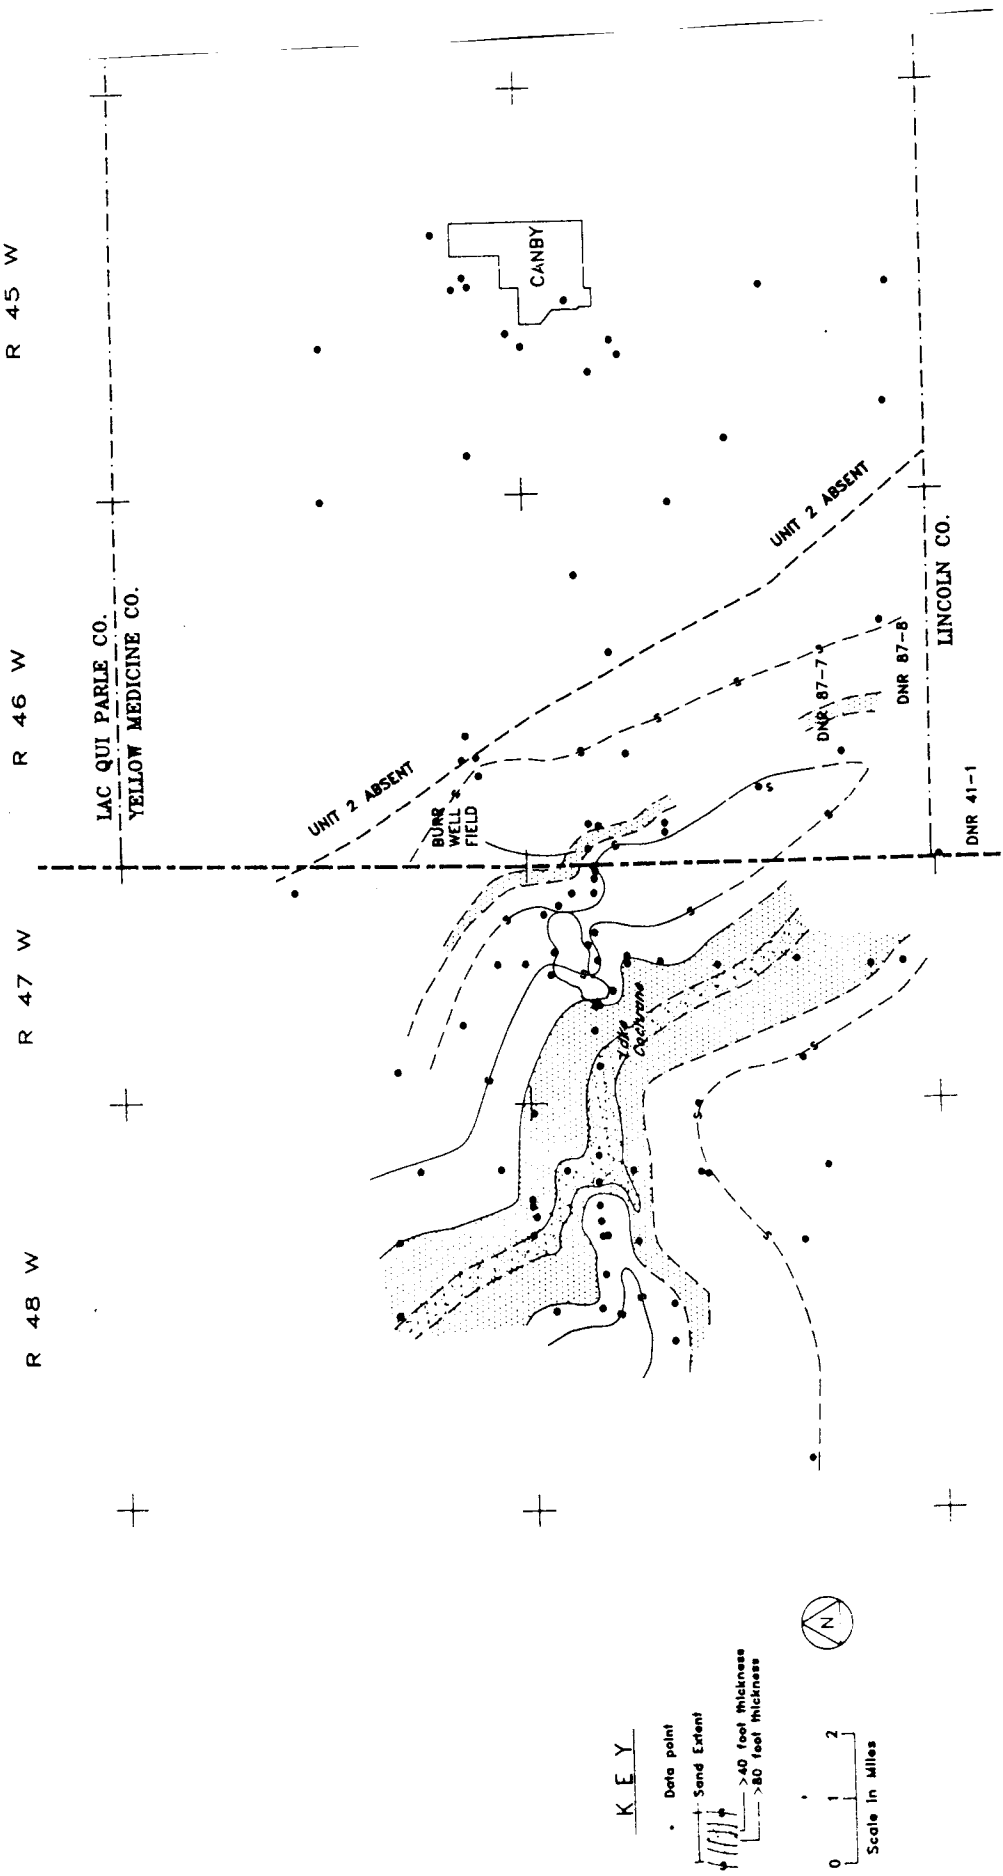 R 48 W
R 47 W
R 46 W
R 45 W
LAC QUI PARLE CO.
YELLOW MEDICINE CO.
UNIT 2 ABSENT
BURR
WELL
FIELD
CANBY
UNIT 2 ABSENT
Lake
Cochrane
DNR 87-7
DNR 87-8
LINCOLN CO.
DNR 41-1
S
S
S
S
S
S
S
S
S
S
S
S
KEY
Data point
Sand Extent
>40 foot thickness
>80 foot thickness
N
0 1 2
Scale in Miles